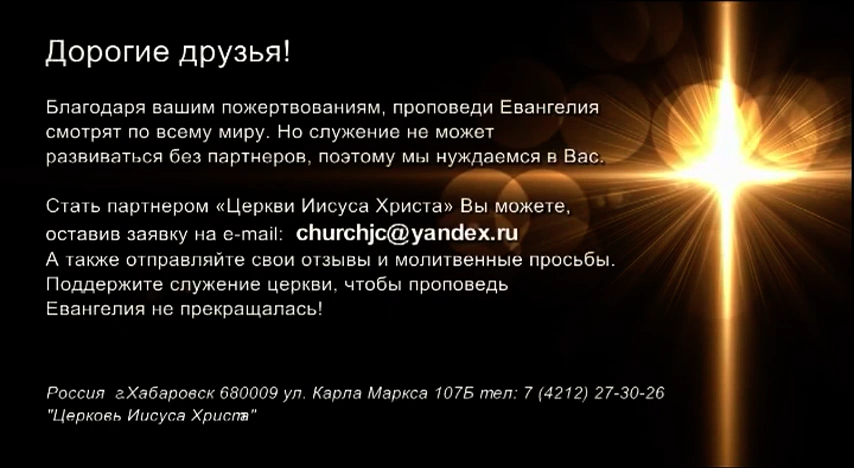 Дорогие друзья!
Благодаря вашим пожертвованиям, проповеди Евангелия
смотрят по всему миру. Но служение не может
развиваться без партнеров, поэтому мы нуждаемся в Вас.
Стать партнером «Церкви Иисуса Христа» Вы можете,
оставив заявку на e-mail: churchjc@yandex.ru
А также отправляйте свои отзывы и молитвенные просьбы.
Поддержите служение церкви, чтобы проповедь
Евангелия не прекращалась!
Россия г.Хабаровск 680009 ул. Карла Маркса 107Б тел: 7 (4212) 27-30-26
"Церковь Иисуса Христа"